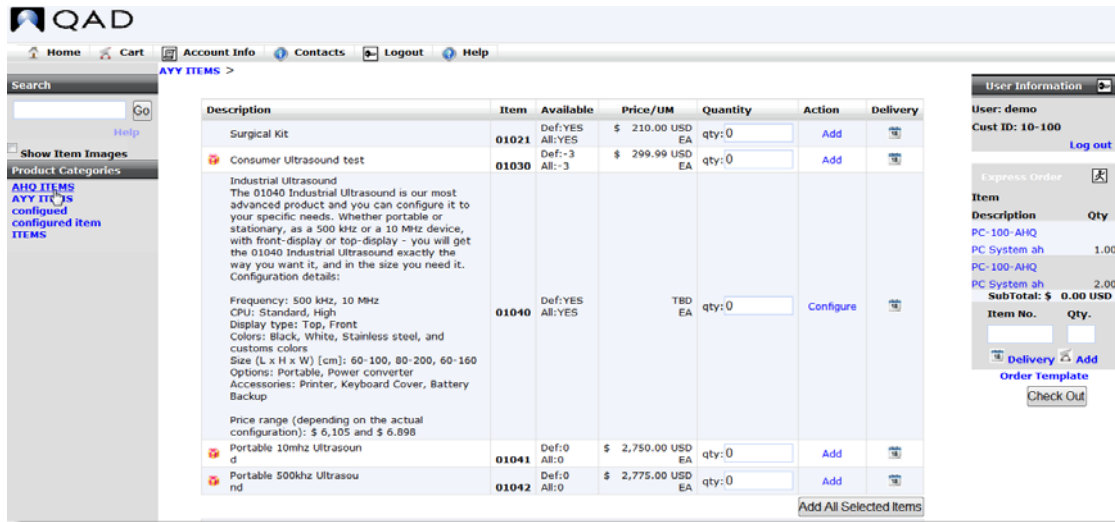 QAD
Home Cart Account Info Contacts Logout Help
AYY ITEMS >
Search
Go
Help
Show Item Images
Product Categories
AHQ ITEMS
AYY ITEMS
configued
configured item
ITEMS
Description Item Available Price/UM Quantity Action Delivery
Surgical Kit 01021 Def:YES All:YES $ 210.00 USD EA qty: 0 Add
Consumer Ultrasound test 01030 Def:-3 All:-3 $ 299.99 USD EA qty: 0 Add
Industrial Ultrasound
The 01040 Industrial Ultrasound is our most
advanced product and you can configure it to
your specific needs. Whether portable or
stationary, as a 500 kHz or a 10 MHz device,
with front-display or top-display - you will get
the 01040 Industrial Ultrasound exactly the
way you want it, and in the size you need it.
Configuration details:
Frequency: 500 kHz, 10 MHz
CPU: Standard, High
Display type: Top, Front
Colors: Black, White, Stainless steel, and
customs colors
Size (L x H x W) [cm]: 60-100, 80-200, 60-160
Options: Portable, Power converter
Accessories: Printer, Keyboard Cover, Battery
Backup
Price range (depending on the actual
configuration): $ 6,105 and $ 6.898
01040 Def:YES All:YES TBD EA qty: 0 Configure
Portable 10mhz Ultrasoun
d 01041 Def:0 All:0 $ 2,750.00 USD EA qty: 0 Add
Portable 500khz Ultrasou
nd 01042 Def:0 All:0 $ 2,775.00 USD EA qty: 0 Add
Add All Selected Items
User Information
User: demo
Cust ID: 10-100
Log out
Express Order
Item
Description Qty
PC-100-AHQ
PC System ah 1.00
PC-100-AHQ
PC System ah 2.00
SubTotal: $ 0.00 USD
Item No. Qty.
Delivery Add
Order Template
Check Out